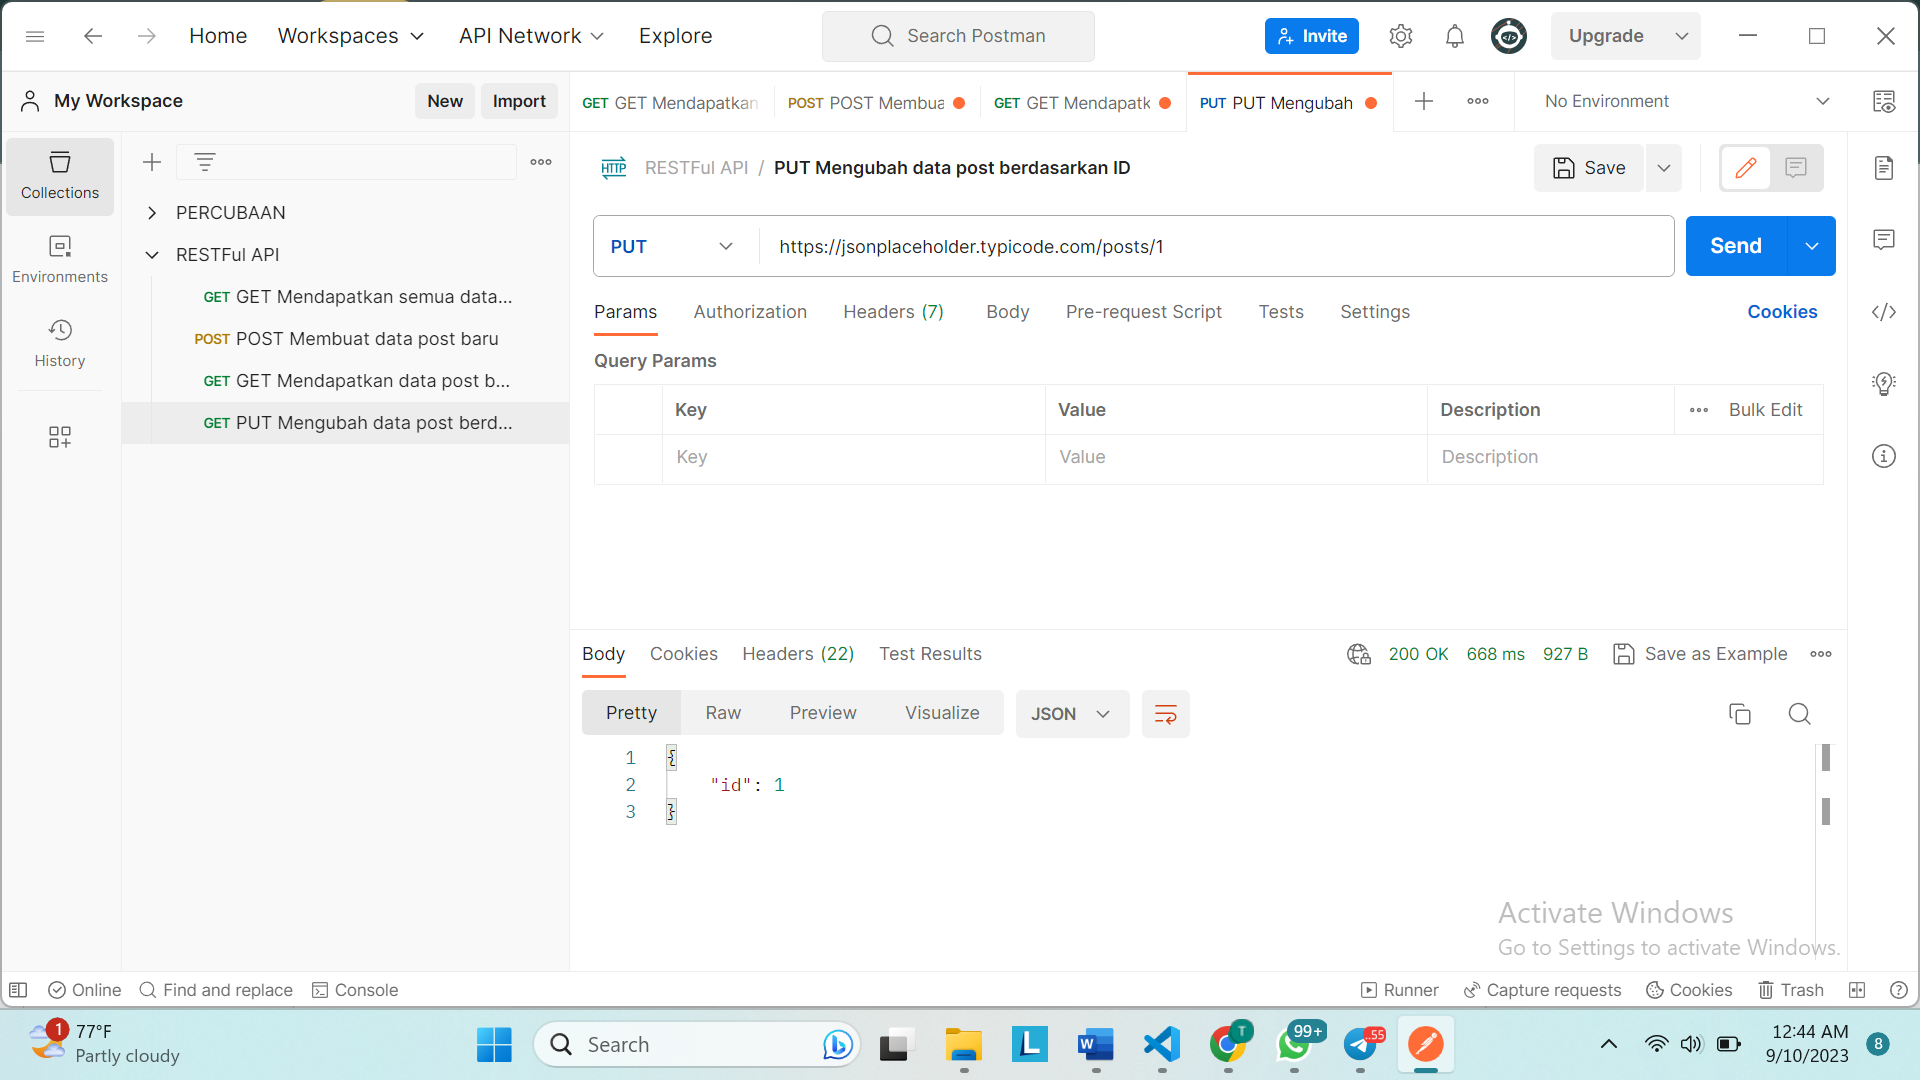 Home Workspaces API Network Explore Search Postman Invite Upgrade
My Workspace New Import
GET GET Mendapatkan POST POST Membua GET GET Mendapatk PUT PUT Mengubah No Environment
Collections
Environments
History
PERCUBAAN
RESTFul API
GET GET Mendapatkan semua data...
POST POST Membuat data post baru
GET GET Mendapatkan data post b...
GET PUT Mengubah data post berd...
HTTP RESTFul API / PUT Mengubah data post berdasarkan ID Save
PUT https://jsonplaceholder.typicode.com/posts/1 Send
Params Authorization Headers (7) Body Pre-request Script Tests Settings Cookies
Query Params
Key Value Description Bulk Edit
Key Value Description
Body Cookies Headers (22) Test Results 200 OK 668 ms 927 B Save as Example
Pretty Raw Preview Visualize JSON
1 {
2 "id": 1
3 }
Activate Windows
Go to Settings to activate Windows.
Online Find and replace Console Runner Capture requests Cookies Trash
1 77°F
Partly cloudy
Search
L W T 99+ ..55
12:44 AM
9/10/2023
8